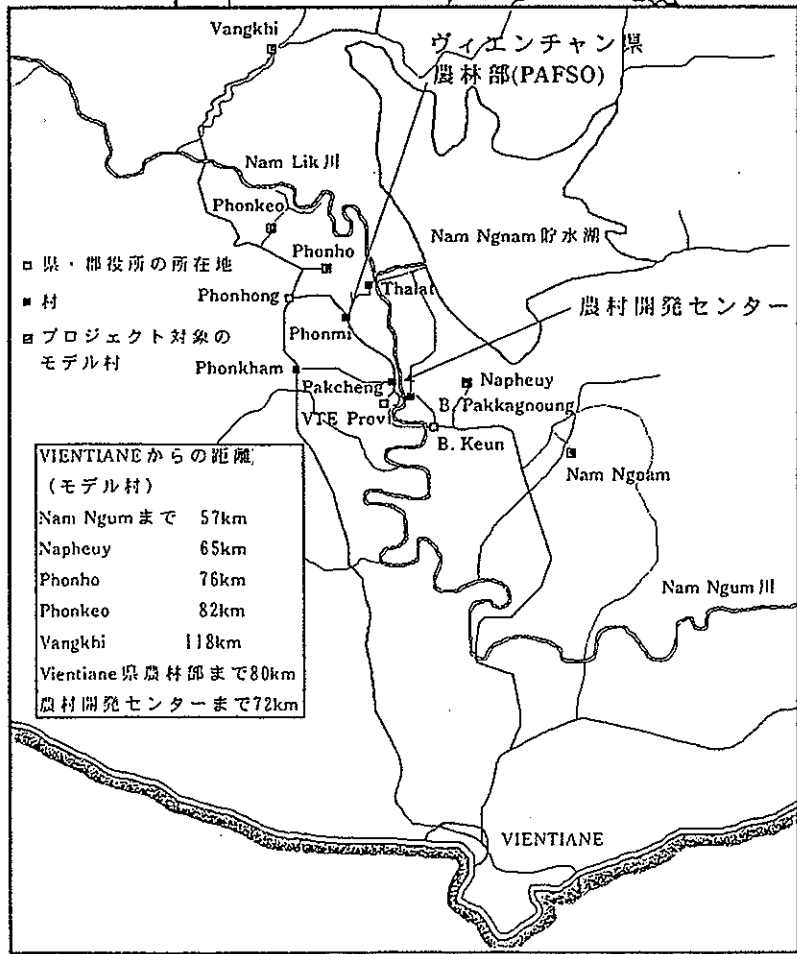 Vangkhi
ヴィエンチャン県
農林部(PAFSO)
Nam Lik川
Phonkeo
Nam Ngnam貯水湖
Phonho
□ 県・郡役所の所在地
Thalat
Phonhong
■ 村
農村開発センター
Phonmi
プロジェクト対象の
モデル村
Phonkham
Napheuy
Pakcheng
B. Pakkagnoung
VTE Provi
B. Keun
Nam Ngnam
VIENTIANEからの距離
(モデル村)
Nam Ngumまで 57km
Napheuy 65km
Phonho 76km
Phonkeo 82km
Vangkhi 118km
Vientiane県農林部まで80km
農村開発センターまで72km
Nam Ngum川
VIENTIANE